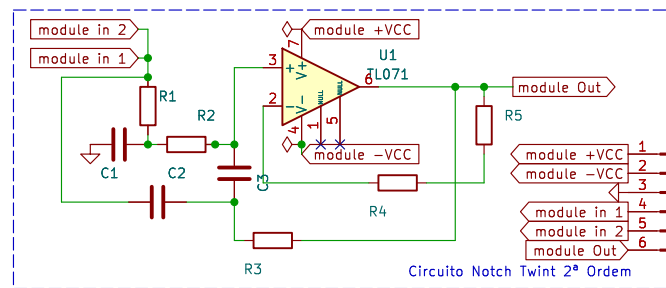 module in 2
module +VCC
7
module in 1
U1
TL071
3
+
V+
6
2
V-
NULL
NULL
module Out
R1
R2
R5
4
1
5
module -VCC
C1
C2
C3
R4
R3
module +VCC 1
module -VCC 2
3
module in 1 4
module in 2 5
module Out 6
Circuito Notch Twint 2ª Ordem